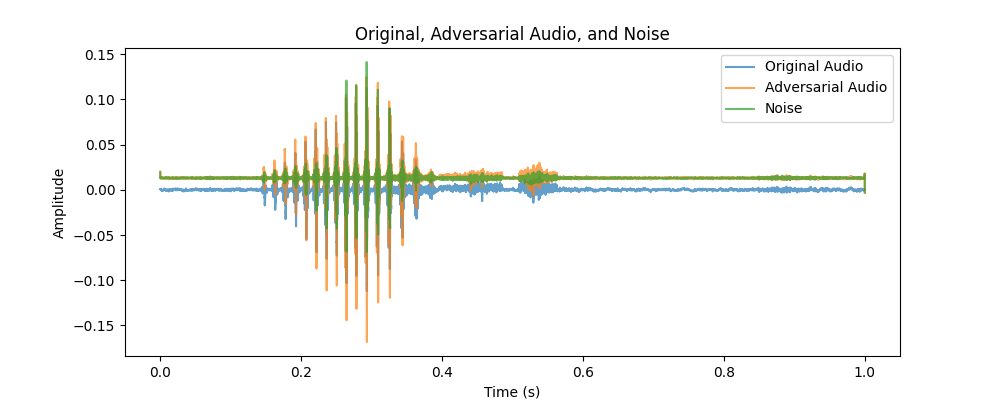 Original, Adversarial Audio, and Noise
0.15
0.10
0.05
0.00
−0.05
−0.10
−0.15
Amplitude
Original Audio
Adversarial Audio
Noise
0.0 0.2 0.4 0.6 0.8 1.0
Time (s)